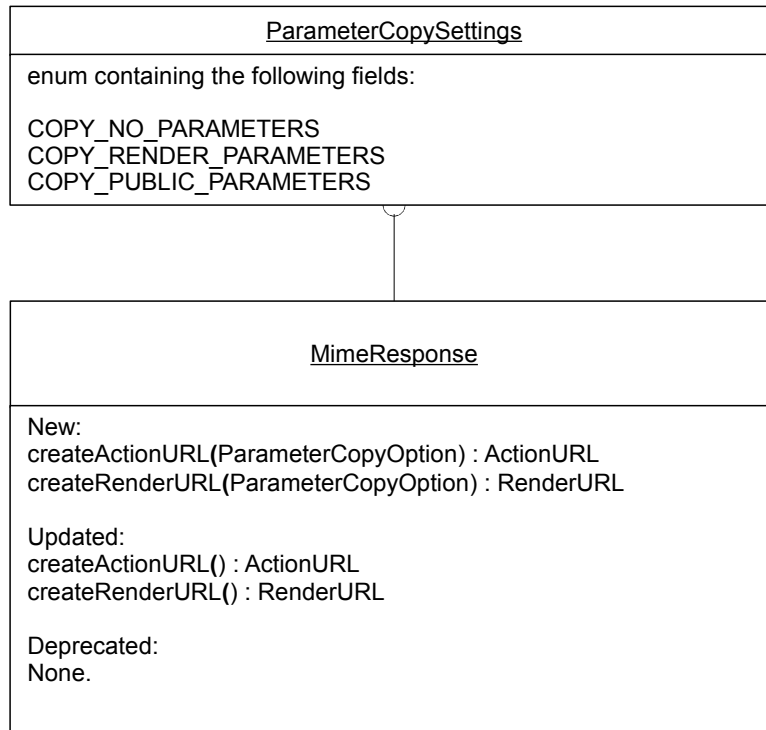 ParameterCopySettings
enum containing the following fields:
COPY_NO_PARAMETERS
COPY_RENDER_PARAMETERS
COPY_PUBLIC_PARAMETERS
MimeResponse
New:
createActionURL(ParameterCopyOption) : ActionURL
createRenderURL(ParameterCopyOption) : RenderURL
Updated:
createActionURL() : ActionURL
createRenderURL() : RenderURL
Deprecated:
None.